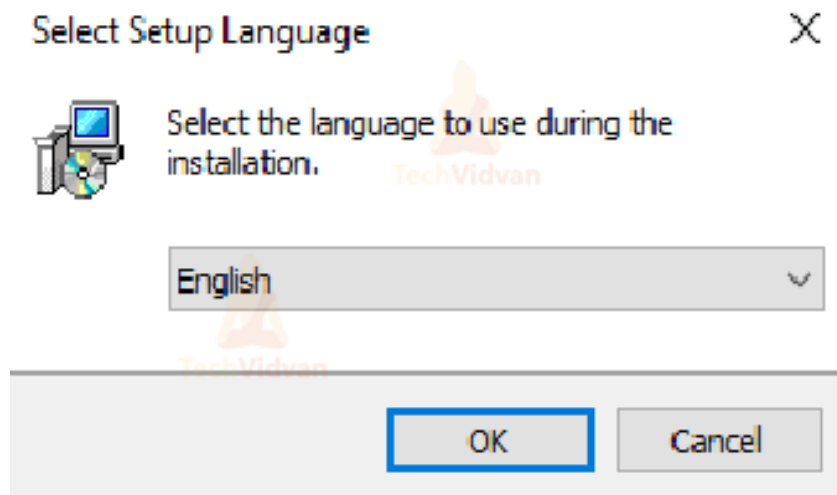 Select Setup Language
Select the language to use during the
installation.
TechVidvan
English
TechVidvan
OK
Cancel